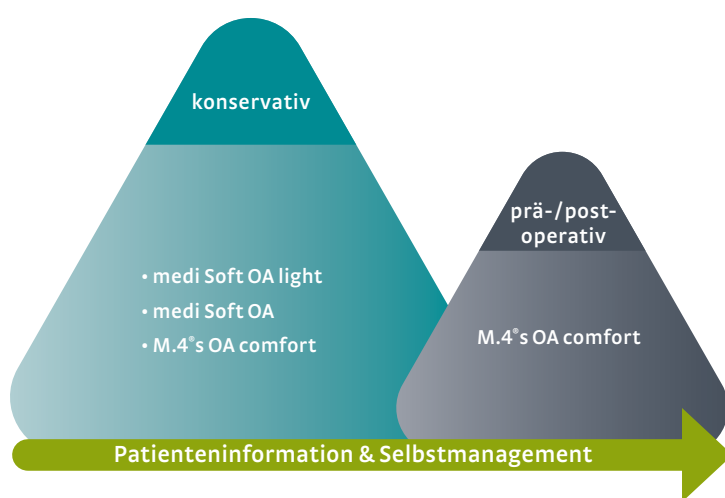 konservativ
• medi Soft OA light
• medi Soft OA
• M.4®s OA comfort
prä-/post-
operativ
M.4®s OA comfort
Patienteninformation & Selbstmanagement